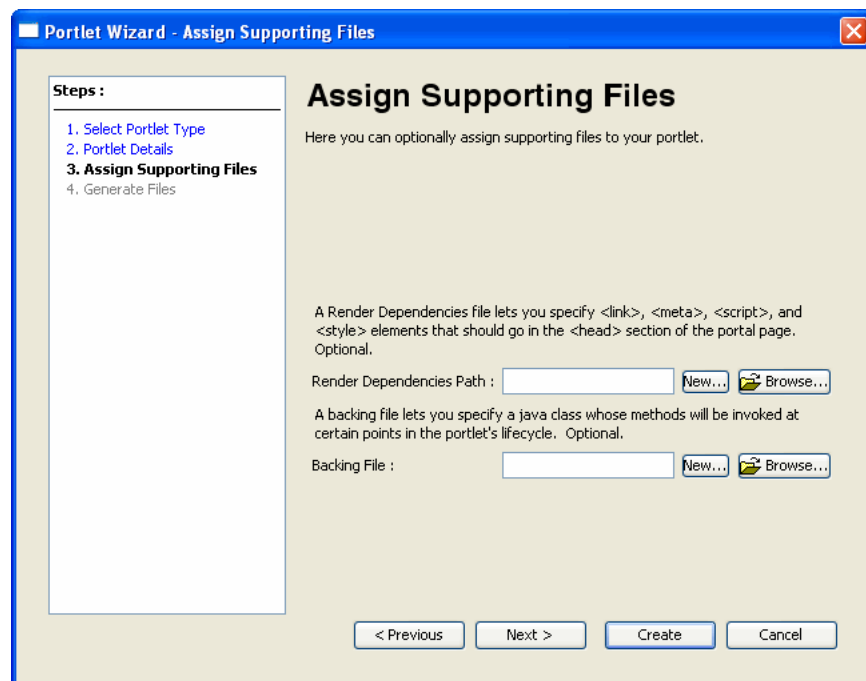 Portlet Wizard - Assign Supporting Files
Steps :
1. Select Portlet Type
2. Portlet Details
3. Assign Supporting Files
4. Generate Files
Assign Supporting Files
Here you can optionally assign supporting files to your portlet.
A Render Dependencies file lets you specify <link>, <meta>, <script>, and
<style> elements that should go in the <head> section of the portal page.
Optional.
Render Dependencies Path : New... Browse...
A backing file lets you specify a java class whose methods will be invoked at
certain points in the portlet's lifecycle. Optional.
Backing File : New... Browse...
< Previous Next > Create Cancel